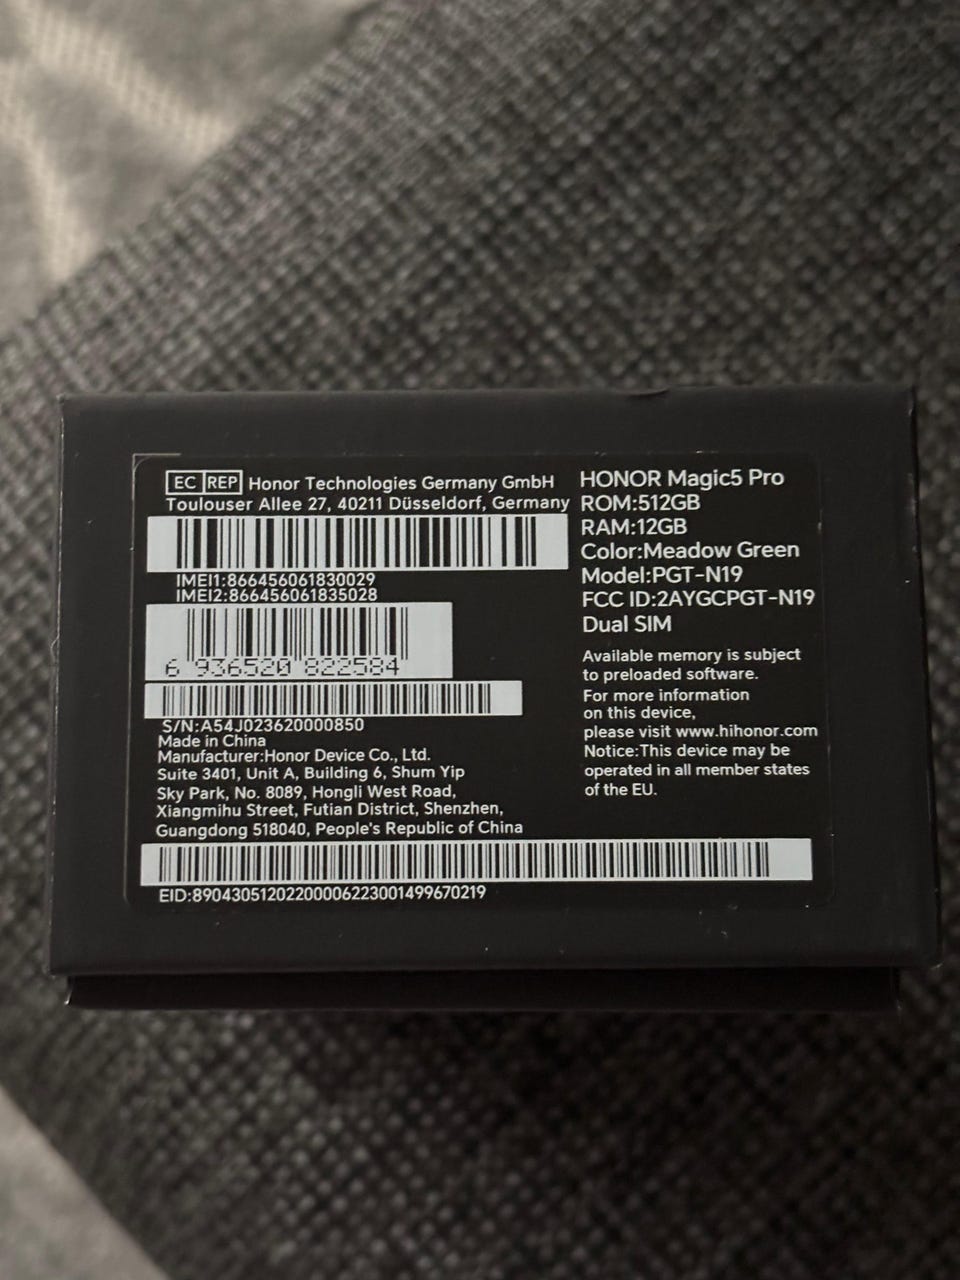 EC REP Honor Technologies Germany GmbH
Toulouser Allee 27, 40211 Düsseldorf, Germany
IMEI1:866456061830029
IMEI2:866456061835028
6 936520 822584
S/N:A54J023620000850
Made in China
Manufacturer:Honor Device Co., Ltd.
Suite 3401, Unit A, Building 6, Shum Yip
Sky Park, No. 8089, Hongli West Road,
Xiangmihu Street, Futian District, Shenzhen,
Guangdong 518040, People's Republic of China
EID:89043051202200006223001499670219
HONOR Magic5 Pro
ROM:512GB
RAM:12GB
Color:Meadow Green
Model:PGT-N19
FCC ID:2AYGCPGT-N19
Dual SIM
Available memory is subject
to preloaded software.
For more information
on this device,
please visit www.hihonor.com
Notice:This device may be
operated in all member states
of the EU.